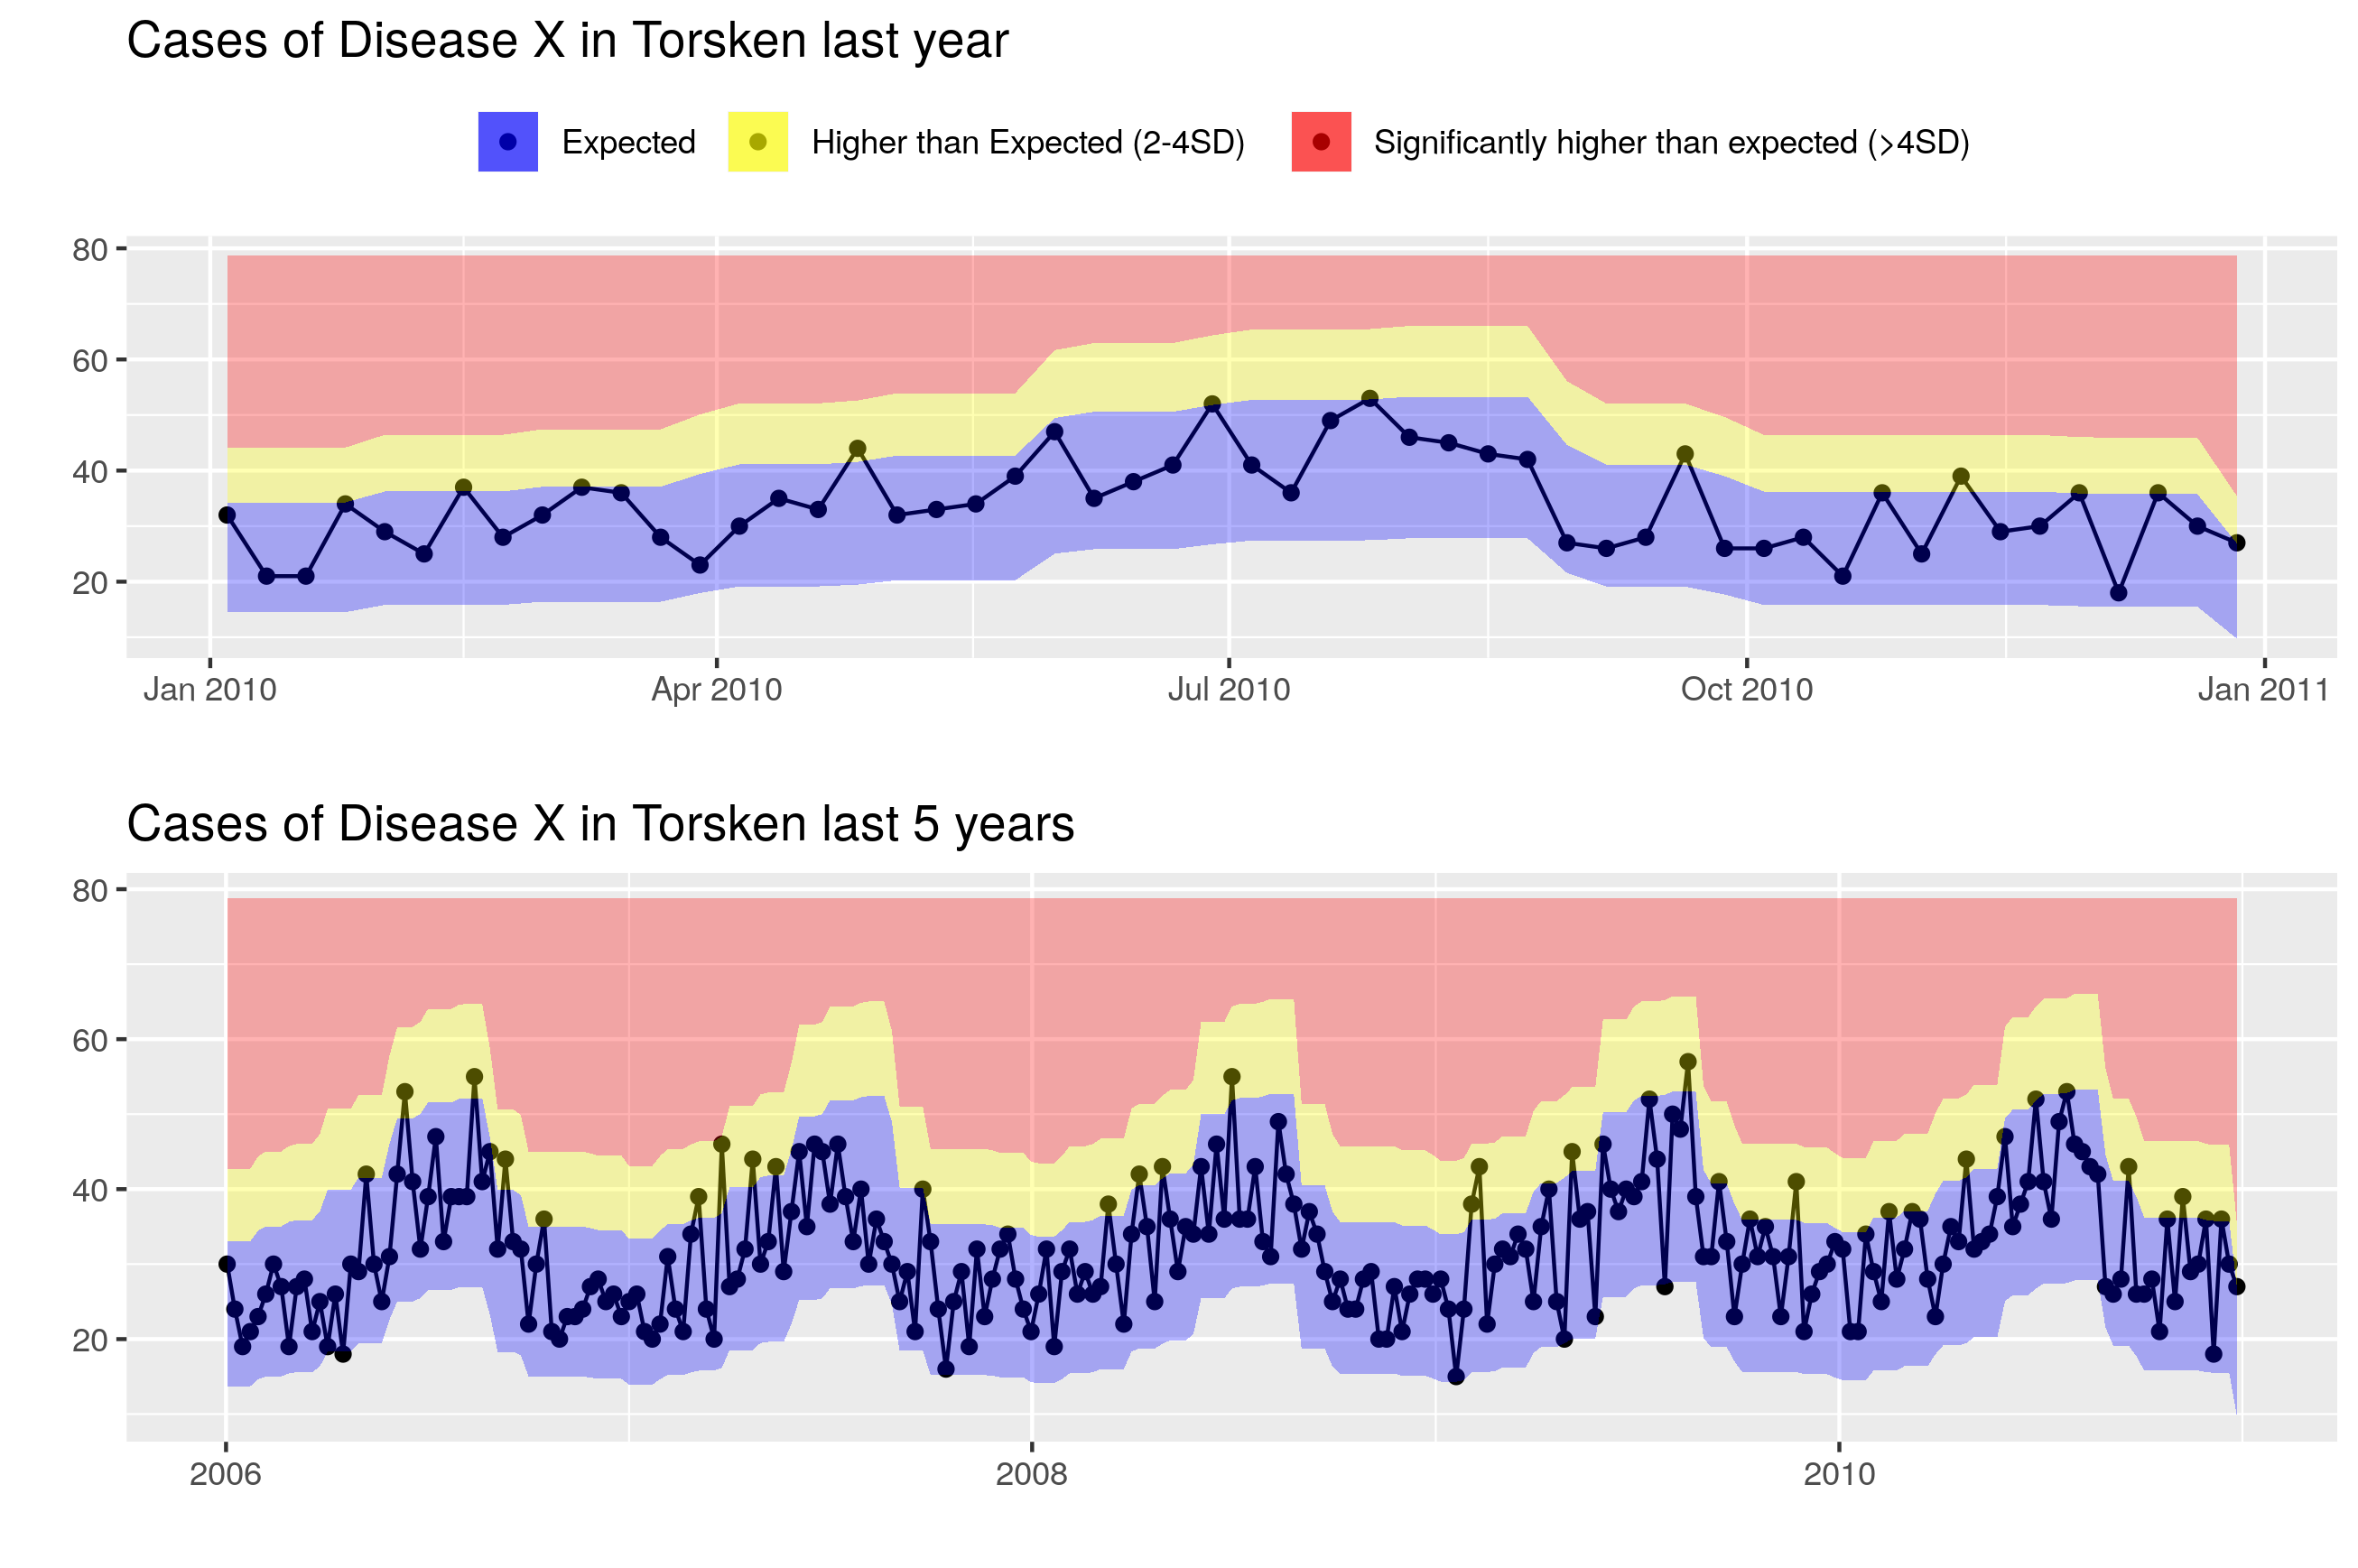 Cases of Disease X in Torsken last year
Expected Higher than Expected (2-4SD) Significantly higher than expected (>4SD)
80
60
40
20
Jan 2010 Apr 2010 Jul 2010 Oct 2010 Jan 2011
Cases of Disease X in Torsken last 5 years
80
60
40
20
2006 2008 2010